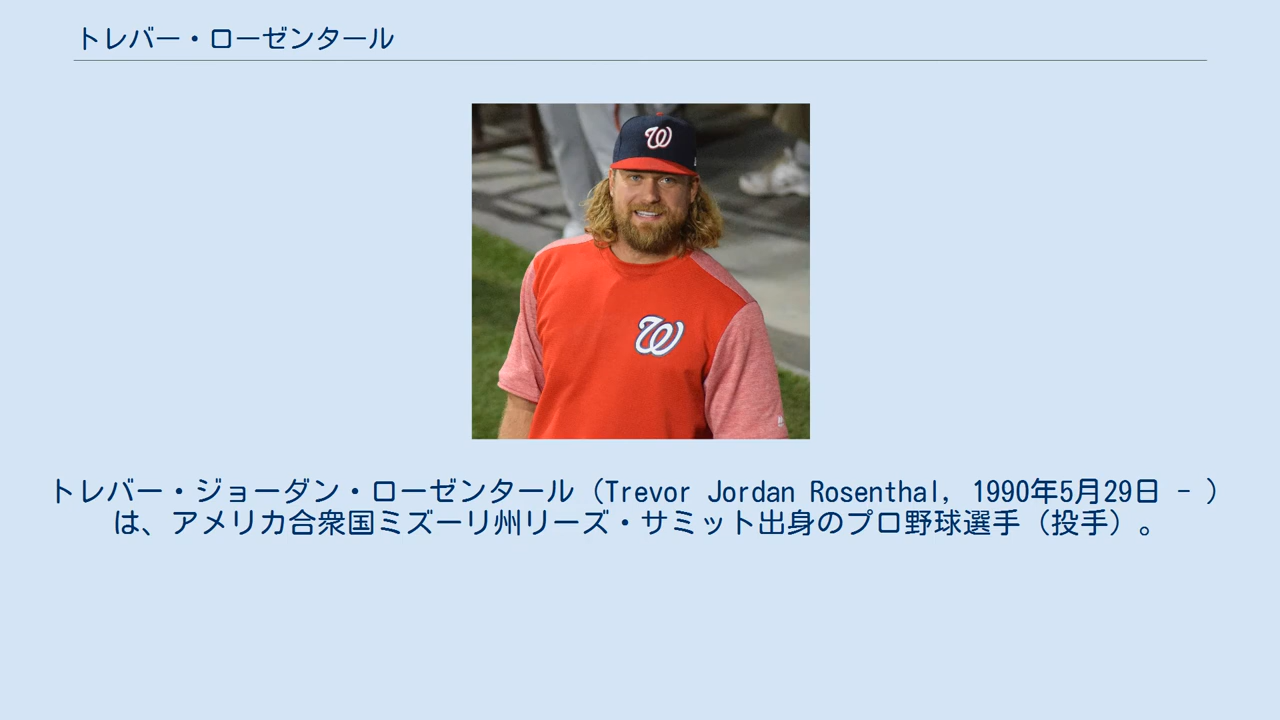 トレバー・ローゼンタール
W
W
トレバー・ジョーダン・ローゼンタール（Trevor Jordan Rosenthal, 1990年5月29日 - ）
は、アメリカ合衆国ミズーリ州リーズ・サミット出身のプロ野球選手（投手）。